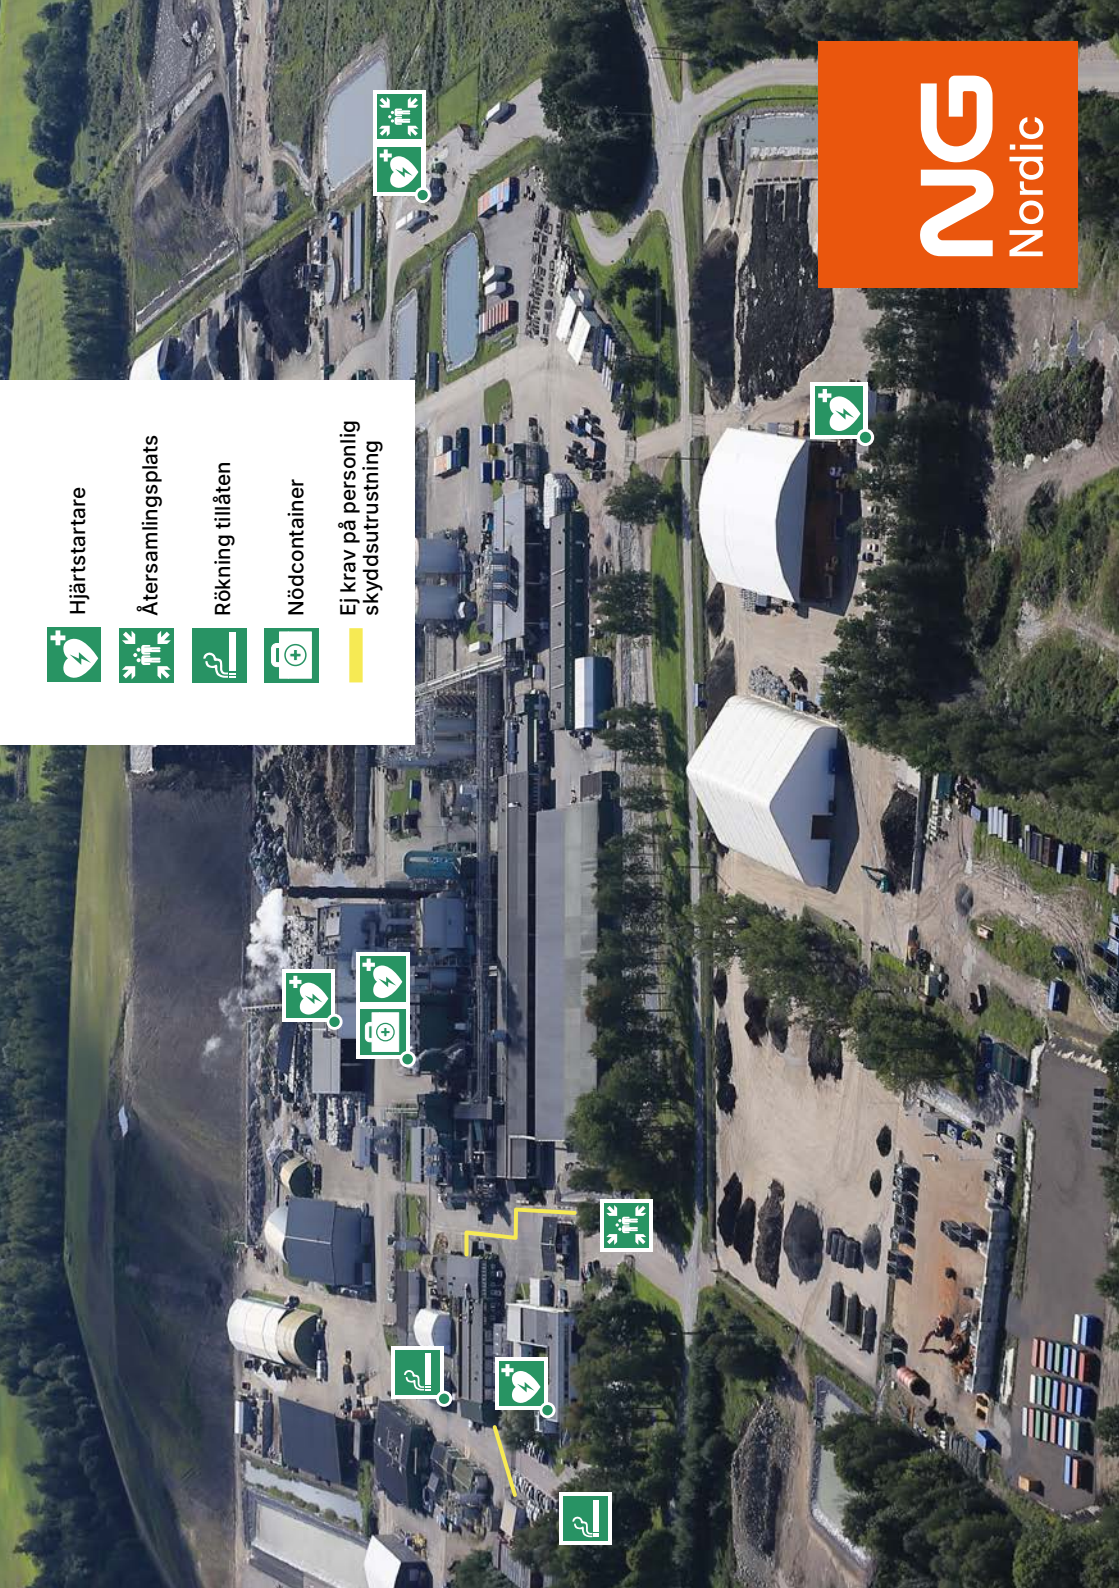 NG
Nordic
Hjärtstartare
Återsamlingsplats
Rökning tillåten
Nödcontainer
Ej krav på personlig
skyddsutrustning